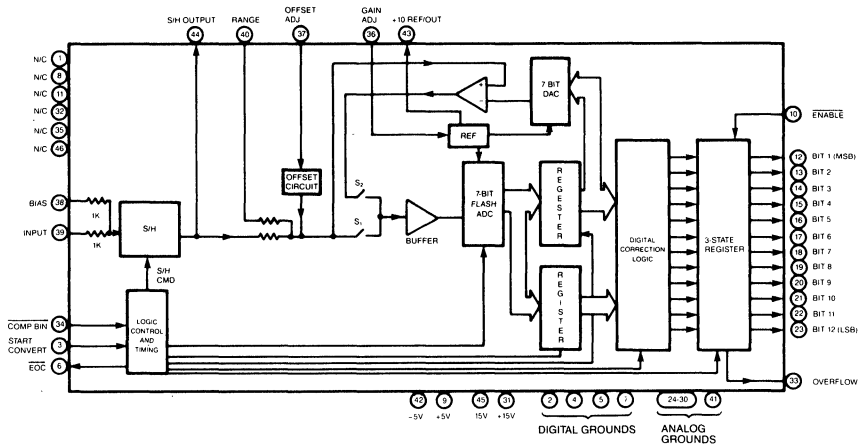 S/H OUTPUT
44
RANGE
40
OFFSET
ADJ
37
GAIN
ADJ
36
+10 REF/OUT
43
N/C 1
N/C 8
N/C 11
N/C 32
N/C 35
N/C 46
+
-
7 BIT
DAC
REF
10 ENABLE
OFFSET
CIRCUIT
S2
S1
BUFFER
7-BIT
FLASH
ADC
REGESTER
REGISTER
DIGITAL
CORRECTION
LOGIC
3-STATE
REGISTER
12 BIT 1 (MSB)
13 BIT 2
14 BIT 3
15 BIT 4
16 BIT 5
17 BIT 6
18 BIT 7
19 BIT 8
20 BIT 9
21 BIT 10
22 BIT 11
23 BIT 12 (LSB)
BIAS 38
1K
INPUT 39
1K
S/H
S/H
CMD
LOGIC
CONTROL
AND
TIMING
COMP BIN 34
START
CONVERT 3
EOC 6
33 OVERFLOW
42
-5V
9
+5V
45
15V
31
+15V
2 4 5 7
DIGITAL GROUNDS
24-30 41
ANALOG
GROUNDS